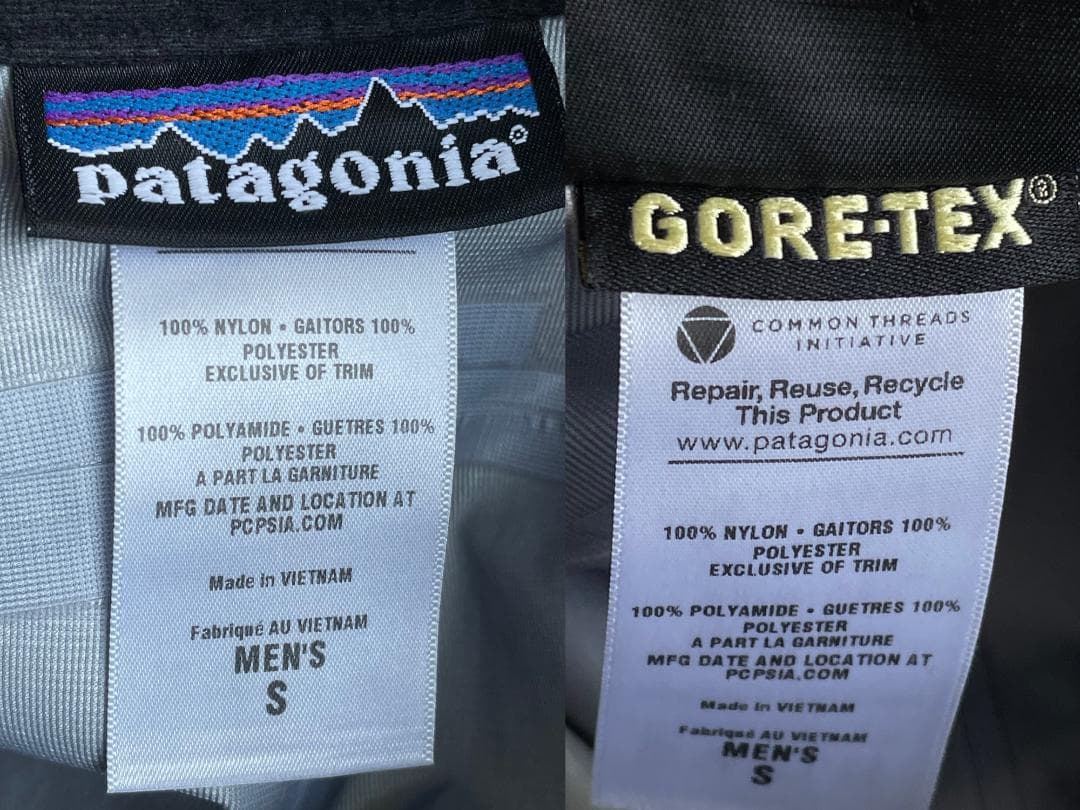 patagonia®
100% NYLON • GAITORS 100%
POLYESTER
EXCLUSIVE OF TRIM
100% POLYAMIDE • GUETRES 100%
POLYESTER
A PART LA GARNITURE
MFG DATE AND LOCATION AT
PCPSIA.COM
Made in VIETNAM
Fabriqué AU VIETNAM
MEN'S
S
GORE-TEX®
COMMON THREADS
INITIATIVE
Repair, Reuse, Recycle
This Product
www.patagonia.com
100% NYLON • GAITORS 100%
POLYESTER
EXCLUSIVE OF TRIM
100% POLYAMIDE • GUETRES 100%
POLYESTER
A PART LA GARNITURE
MFG DATE AND LOCATION AT
PCPSIA.COM
Made in VIETNAM
Fabriqué AU VIETNAM
MEN'S
S